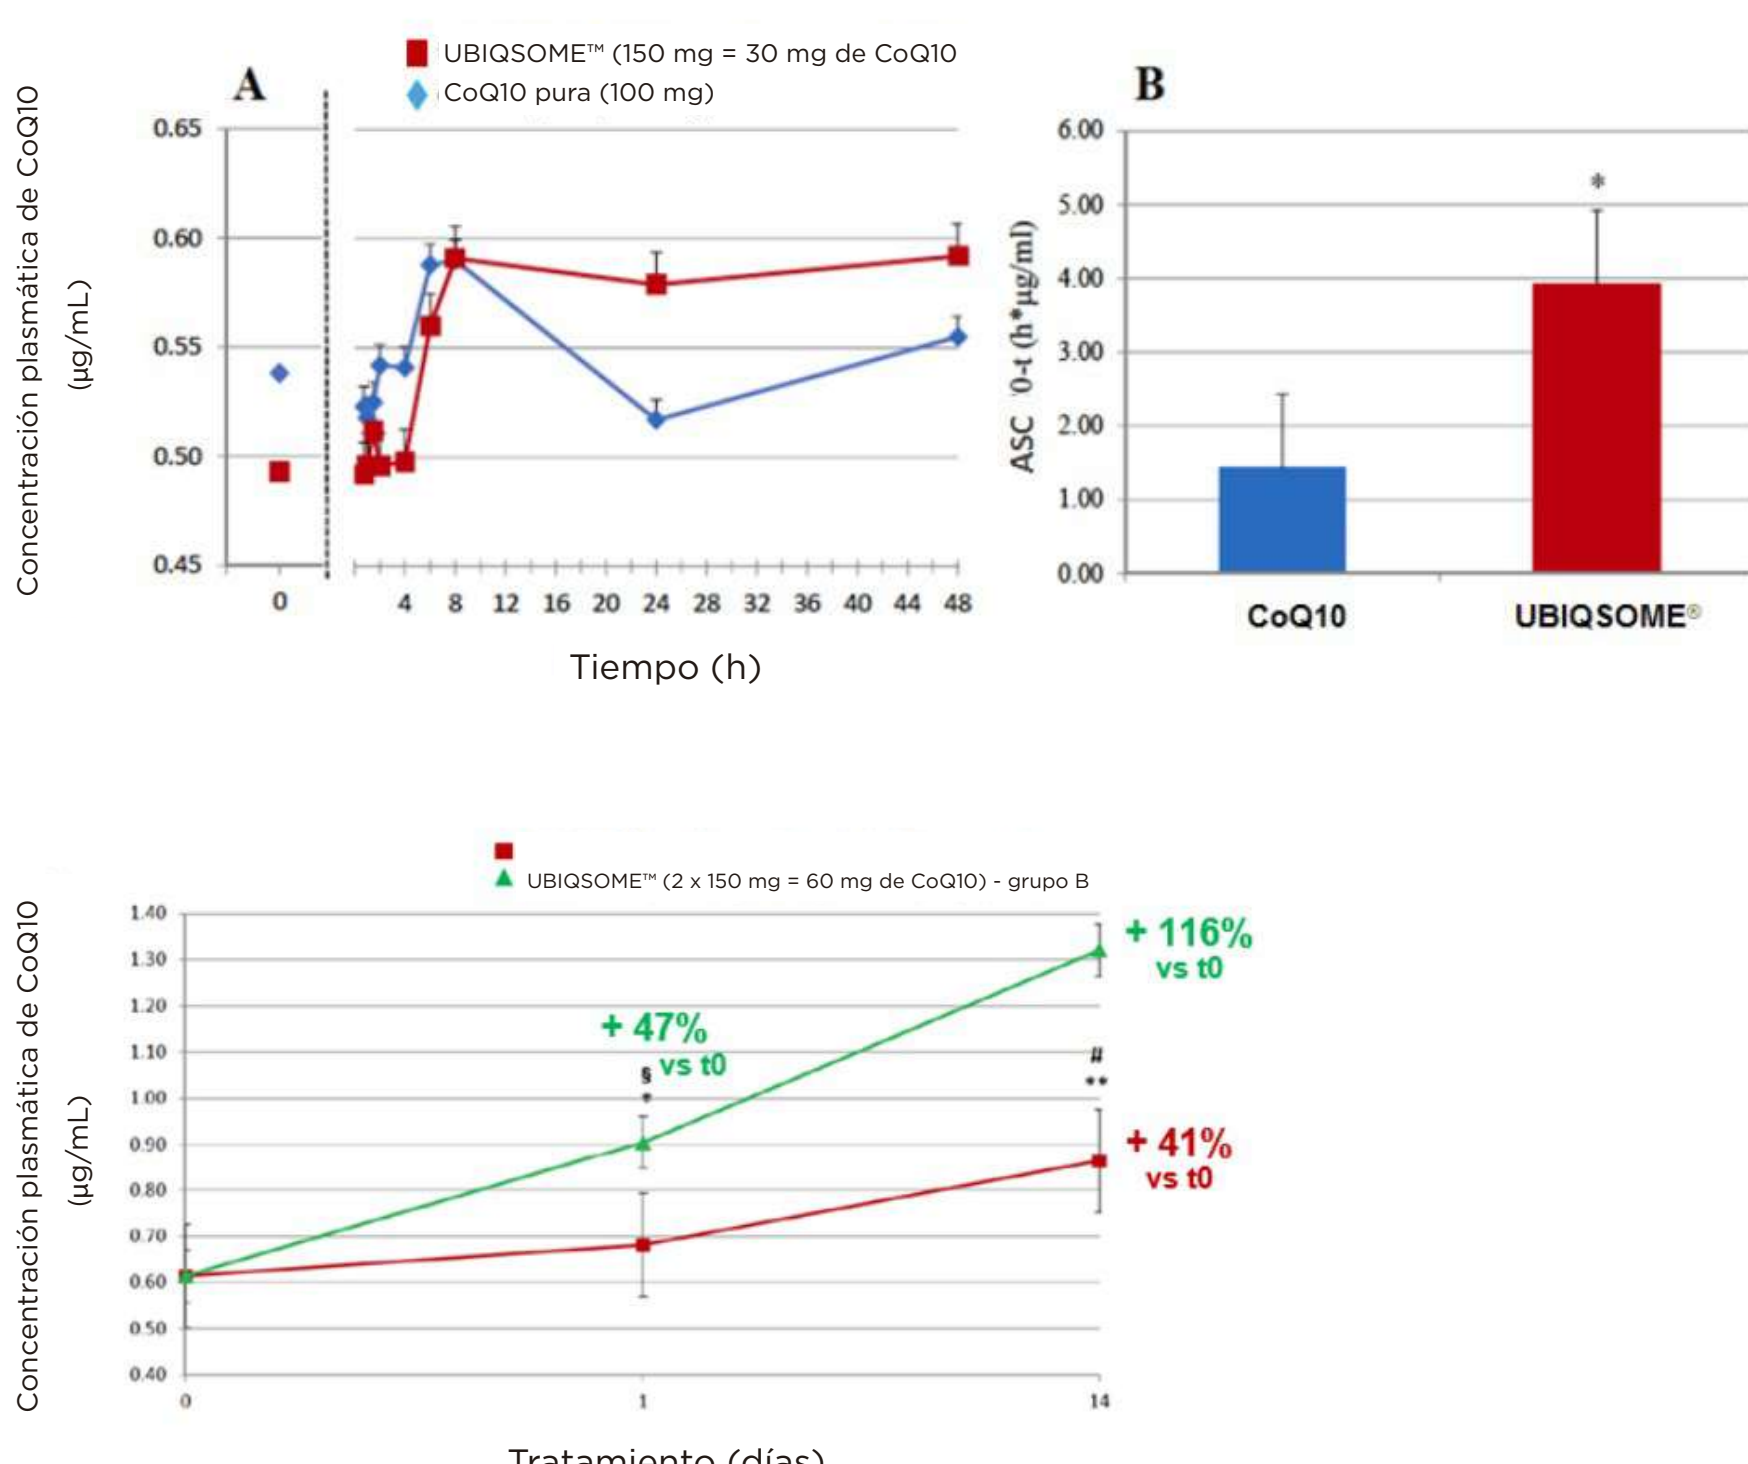 UBIQSOME™ (150 mg = 30 mg de CoQ10
CoQ10 pura (100 mg)
A
Concentración plasmática de CoQ10
(µg/mL)
0.65
0.60
0.55
0.50
0.45
0 4 8 12 16 20 24 28 32 36 40 44 48
Tiempo (h)
B
ASC 0-t (h*µg/ml)
6.00
5.00
4.00
3.00
2.00
1.00
0.00
*
CoQ10 UBIQSOME®
UBIQSOME™ (2 x 150 mg = 60 mg de CoQ10) - grupo B
Concentración plasmática de CoQ10
(µg/mL)
1.40
1.30
1.20
1.10
1.00
0.90
0.80
0.70
0.60
0.50
0.40
+ 47%
vs t0
§
*
+ 116%
vs t0
#
**
+ 41%
vs t0
0 1 14
Tratamiento (días)